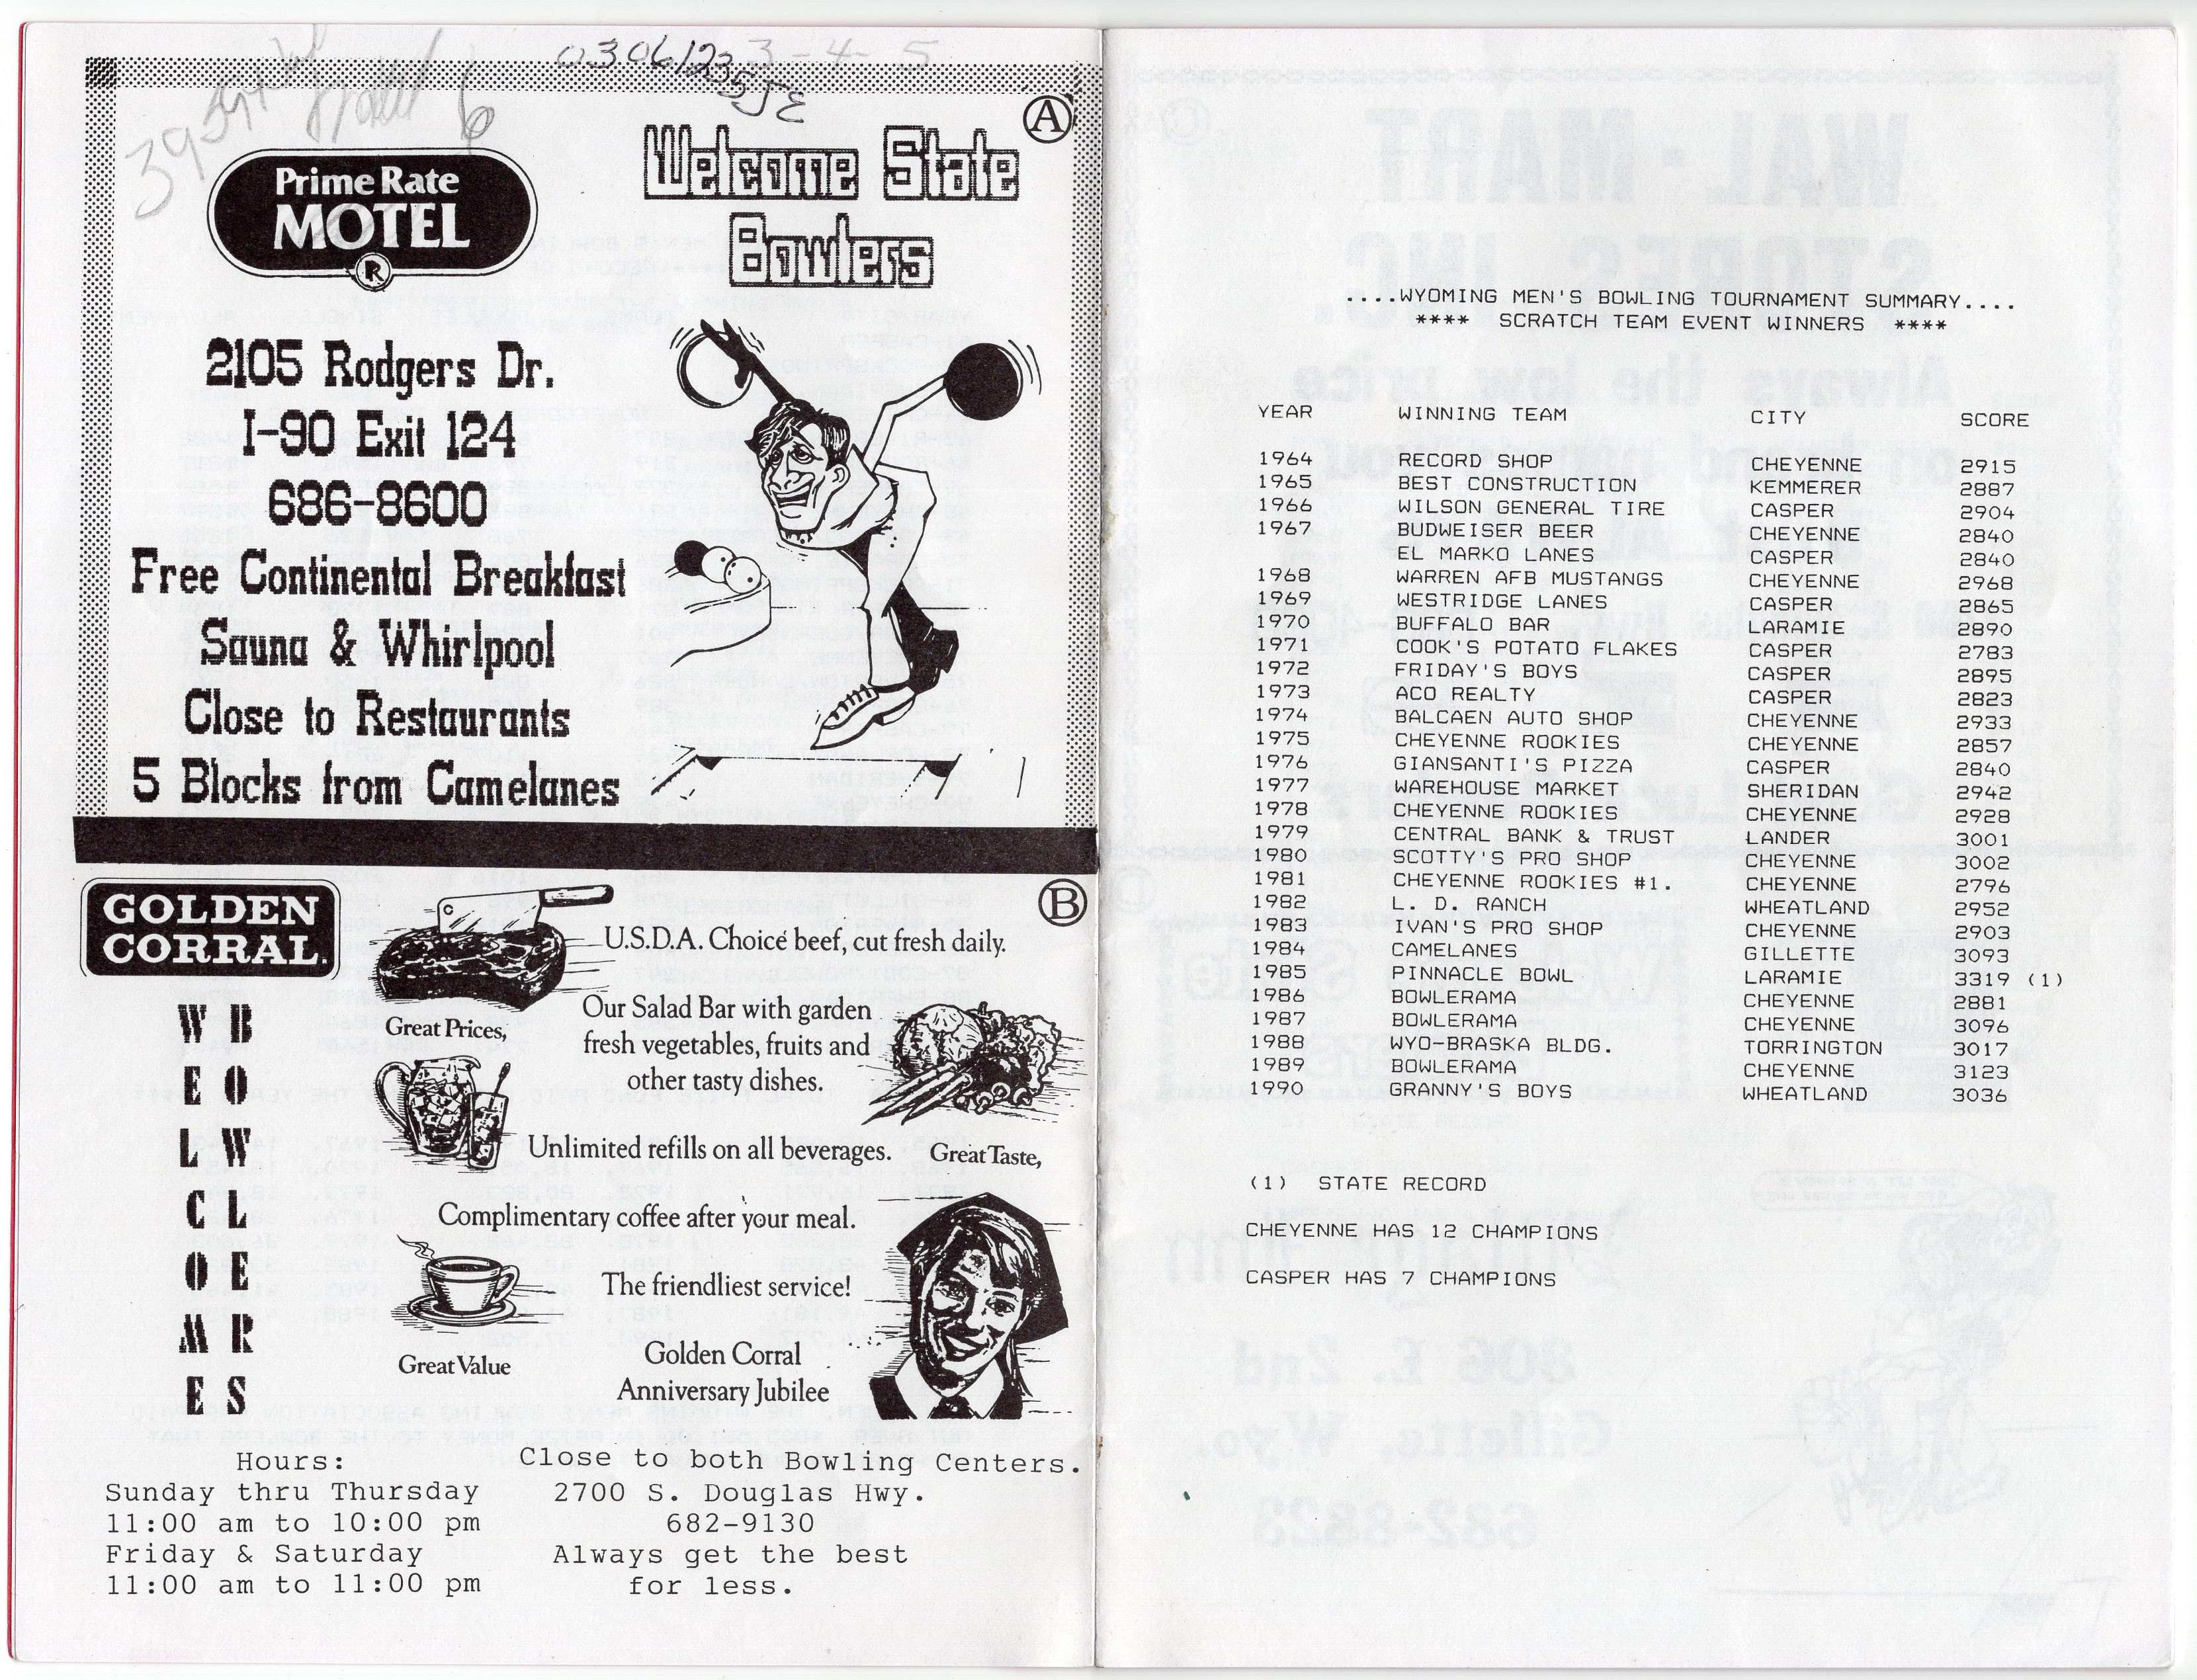 0306123 3-4-5
5JE
395
6
A
Prime Rate
MOTEL
R
Welcome State
Bowlers
2105 Rodgers Dr.
I-90 Exit 124
686-8600
Free Continental Breakfast
Sauna & Whirlpool
Close to Restaurants
5 Blocks from Camelanes
B
GOLDEN
CORRAL.
WELCOME
BOWLERS
U.S.D.A. Choice beef, cut fresh daily.
Great Prices,
Our Salad Bar with garden
fresh vegetables, fruits and
other tasty dishes.
Unlimited refills on all beverages.
Great Taste,
Complimentary coffee after your meal.
The friendliest service!
Great Value
Golden Corral
Anniversary Jubilee
Hours:
Sunday thru Thursday
11:00 am to 10:00 pm
Friday & Saturday
11:00 am to 11:00 pm
Close to both Bowling Centers.
2700 S. Douglas Hwy.
682-9130
Always get the best
for less.
....WYOMING MEN'S BOWLING TOURNAMENT SUMMARY....
**** SCRATCH TEAM EVENT WINNERS ****
YEAR WINNING TEAM CITY SCORE
1964 RECORD SHOP CHEYENNE 2915
1965 BEST CONSTRUCTION KEMMERER 2887
1966 WILSON GENERAL TIRE CASPER 2904
1967 BUDWEISER BEER CHEYENNE 2840
EL MARKO LANES CASPER 2840
1968 WARREN AFB MUSTANGS CHEYENNE 2968
1969 WESTRIDGE LANES CASPER 2865
1970 BUFFALO BAR LARAMIE 2890
1971 COOK'S POTATO FLAKES CASPER 2783
1972 FRIDAY'S BOYS CASPER 2895
1973 ACO REALTY CASPER 2823
1974 BALCAEN AUTO SHOP CHEYENNE 2933
1975 CHEYENNE ROOKIES CHEYENNE 2857
1976 GIANSANTI'S PIZZA CASPER 2840
1977 WAREHOUSE MARKET SHERIDAN 2942
1978 CHEYENNE ROOKIES CHEYENNE 2928
1979 CENTRAL BANK & TRUST LANDER 3001
1980 SCOTTY'S PRO SHOP CHEYENNE 3002
1981 CHEYENNE ROOKIES #1. CHEYENNE 2796
1982 L. D. RANCH WHEATLAND 2952
1983 IVAN'S PRO SHOP CHEYENNE 2903
1984 CAMELANES GILLETTE 3093
1985 PINNACLE BOWL LARAMIE 3319 (1)
1986 BOWLERAMA CHEYENNE 2881
1987 BOWLERAMA CHEYENNE 3096
1988 WYO-BRASKA BLDG. TORRINGTON 3017
1989 BOWLERAMA CHEYENNE 3123
1990 GRANNY'S BOYS WHEATLAND 3036
(1) STATE RECORD
CHEYENNE HAS 12 CHAMPIONS
CASPER HAS 7 CHAMPIONS